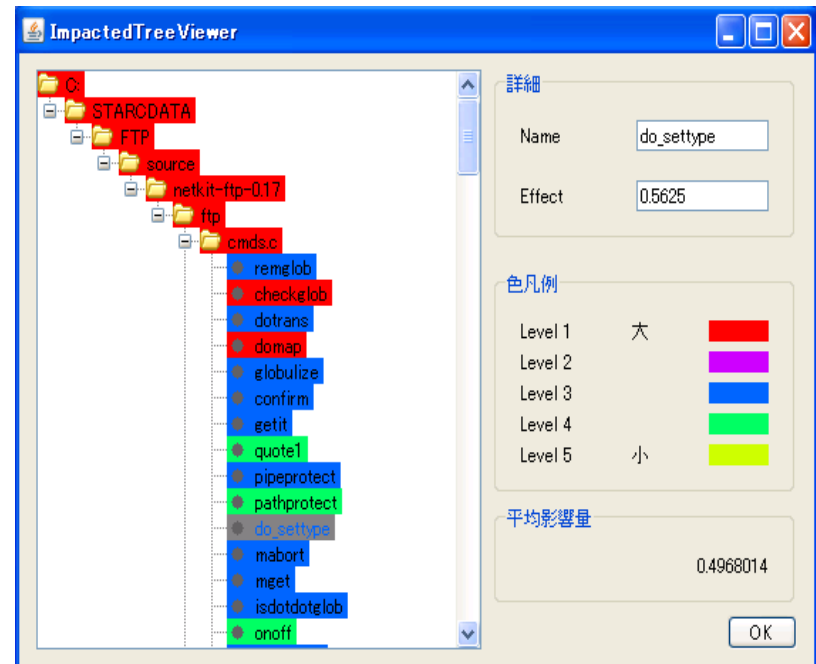 ImpactedTreeViewer
C:
STARCDATA
FTP
source
netkit-ftp-0.17
ftp
cmds.c
remglob
checkglob
dotrans
domap
globulize
confirm
getit
quote1
pipeprotect
pathprotect
do_settype
mabort
mget
isdotdotglob
onoff
詳細
Name do_settype
Effect 0.5625
色凡例
Level 1 大
Level 2
Level 3
Level 4
Level 5 小
平均影響量
0.4968014
OK